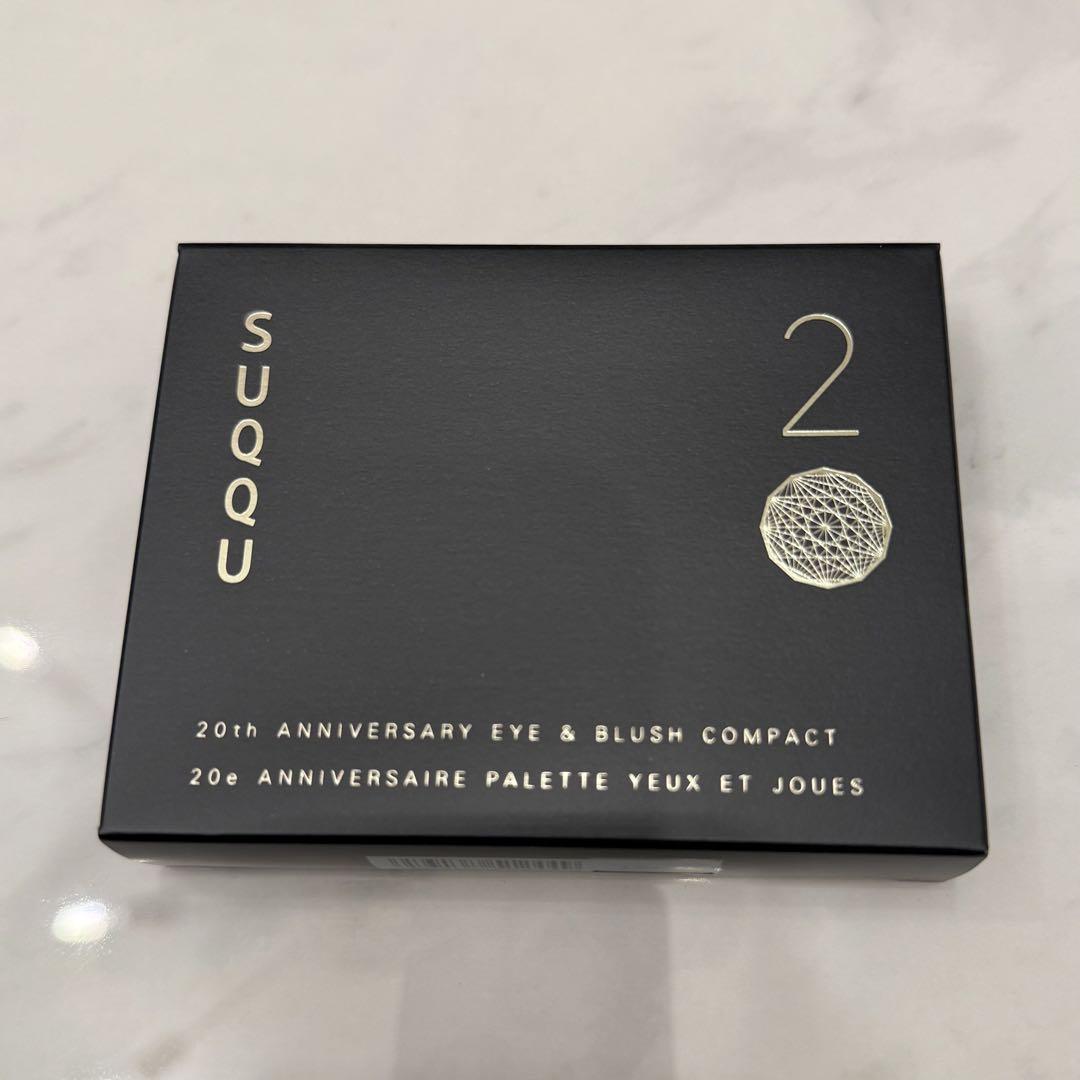 SUQQU
2
20th ANNIVERSARY EYE & BLUSH COMPACT
20e ANNIVERSAIRE PALETTE YEUX ET JOUES